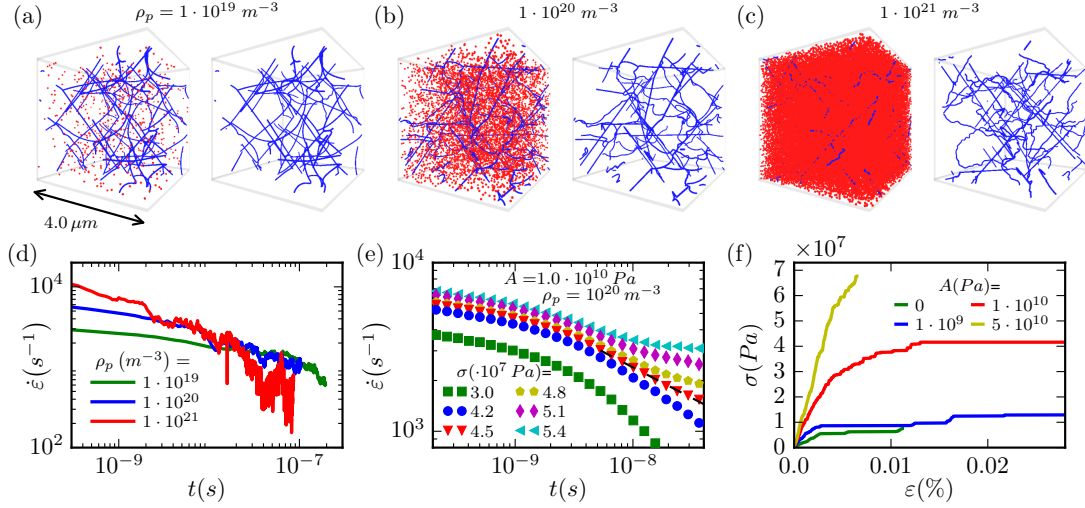 (a) ρ_p = 1 · 10^19 m^−3
(b) 1 · 10^20 m^−3
(c) 1 · 10^21 m^−3
4.0 μm
(d)
10^4
10^2
ε̇(s^−1)
ρ_p (m^−3) =
1 · 10^19
1 · 10^20
1 · 10^21
10^−9
10^−7
t(s)
(e)
10^4
10^3
ε̇(s^−1)
A = 1.0 · 10^10 Pa
ρ_p = 10^20 m^−3
σ(·10^7 Pa)=
3.0 4.8
4.2 5.1
4.5 5.4
10^−9
10^−8
t(s)
(f)
×10^7
7
6
5
4
3
2
1
0
σ(Pa)
A(Pa)=
0 1 · 10^10
1 · 10^9 5 · 10^10
0.0 0.01 0.02
ε(%)